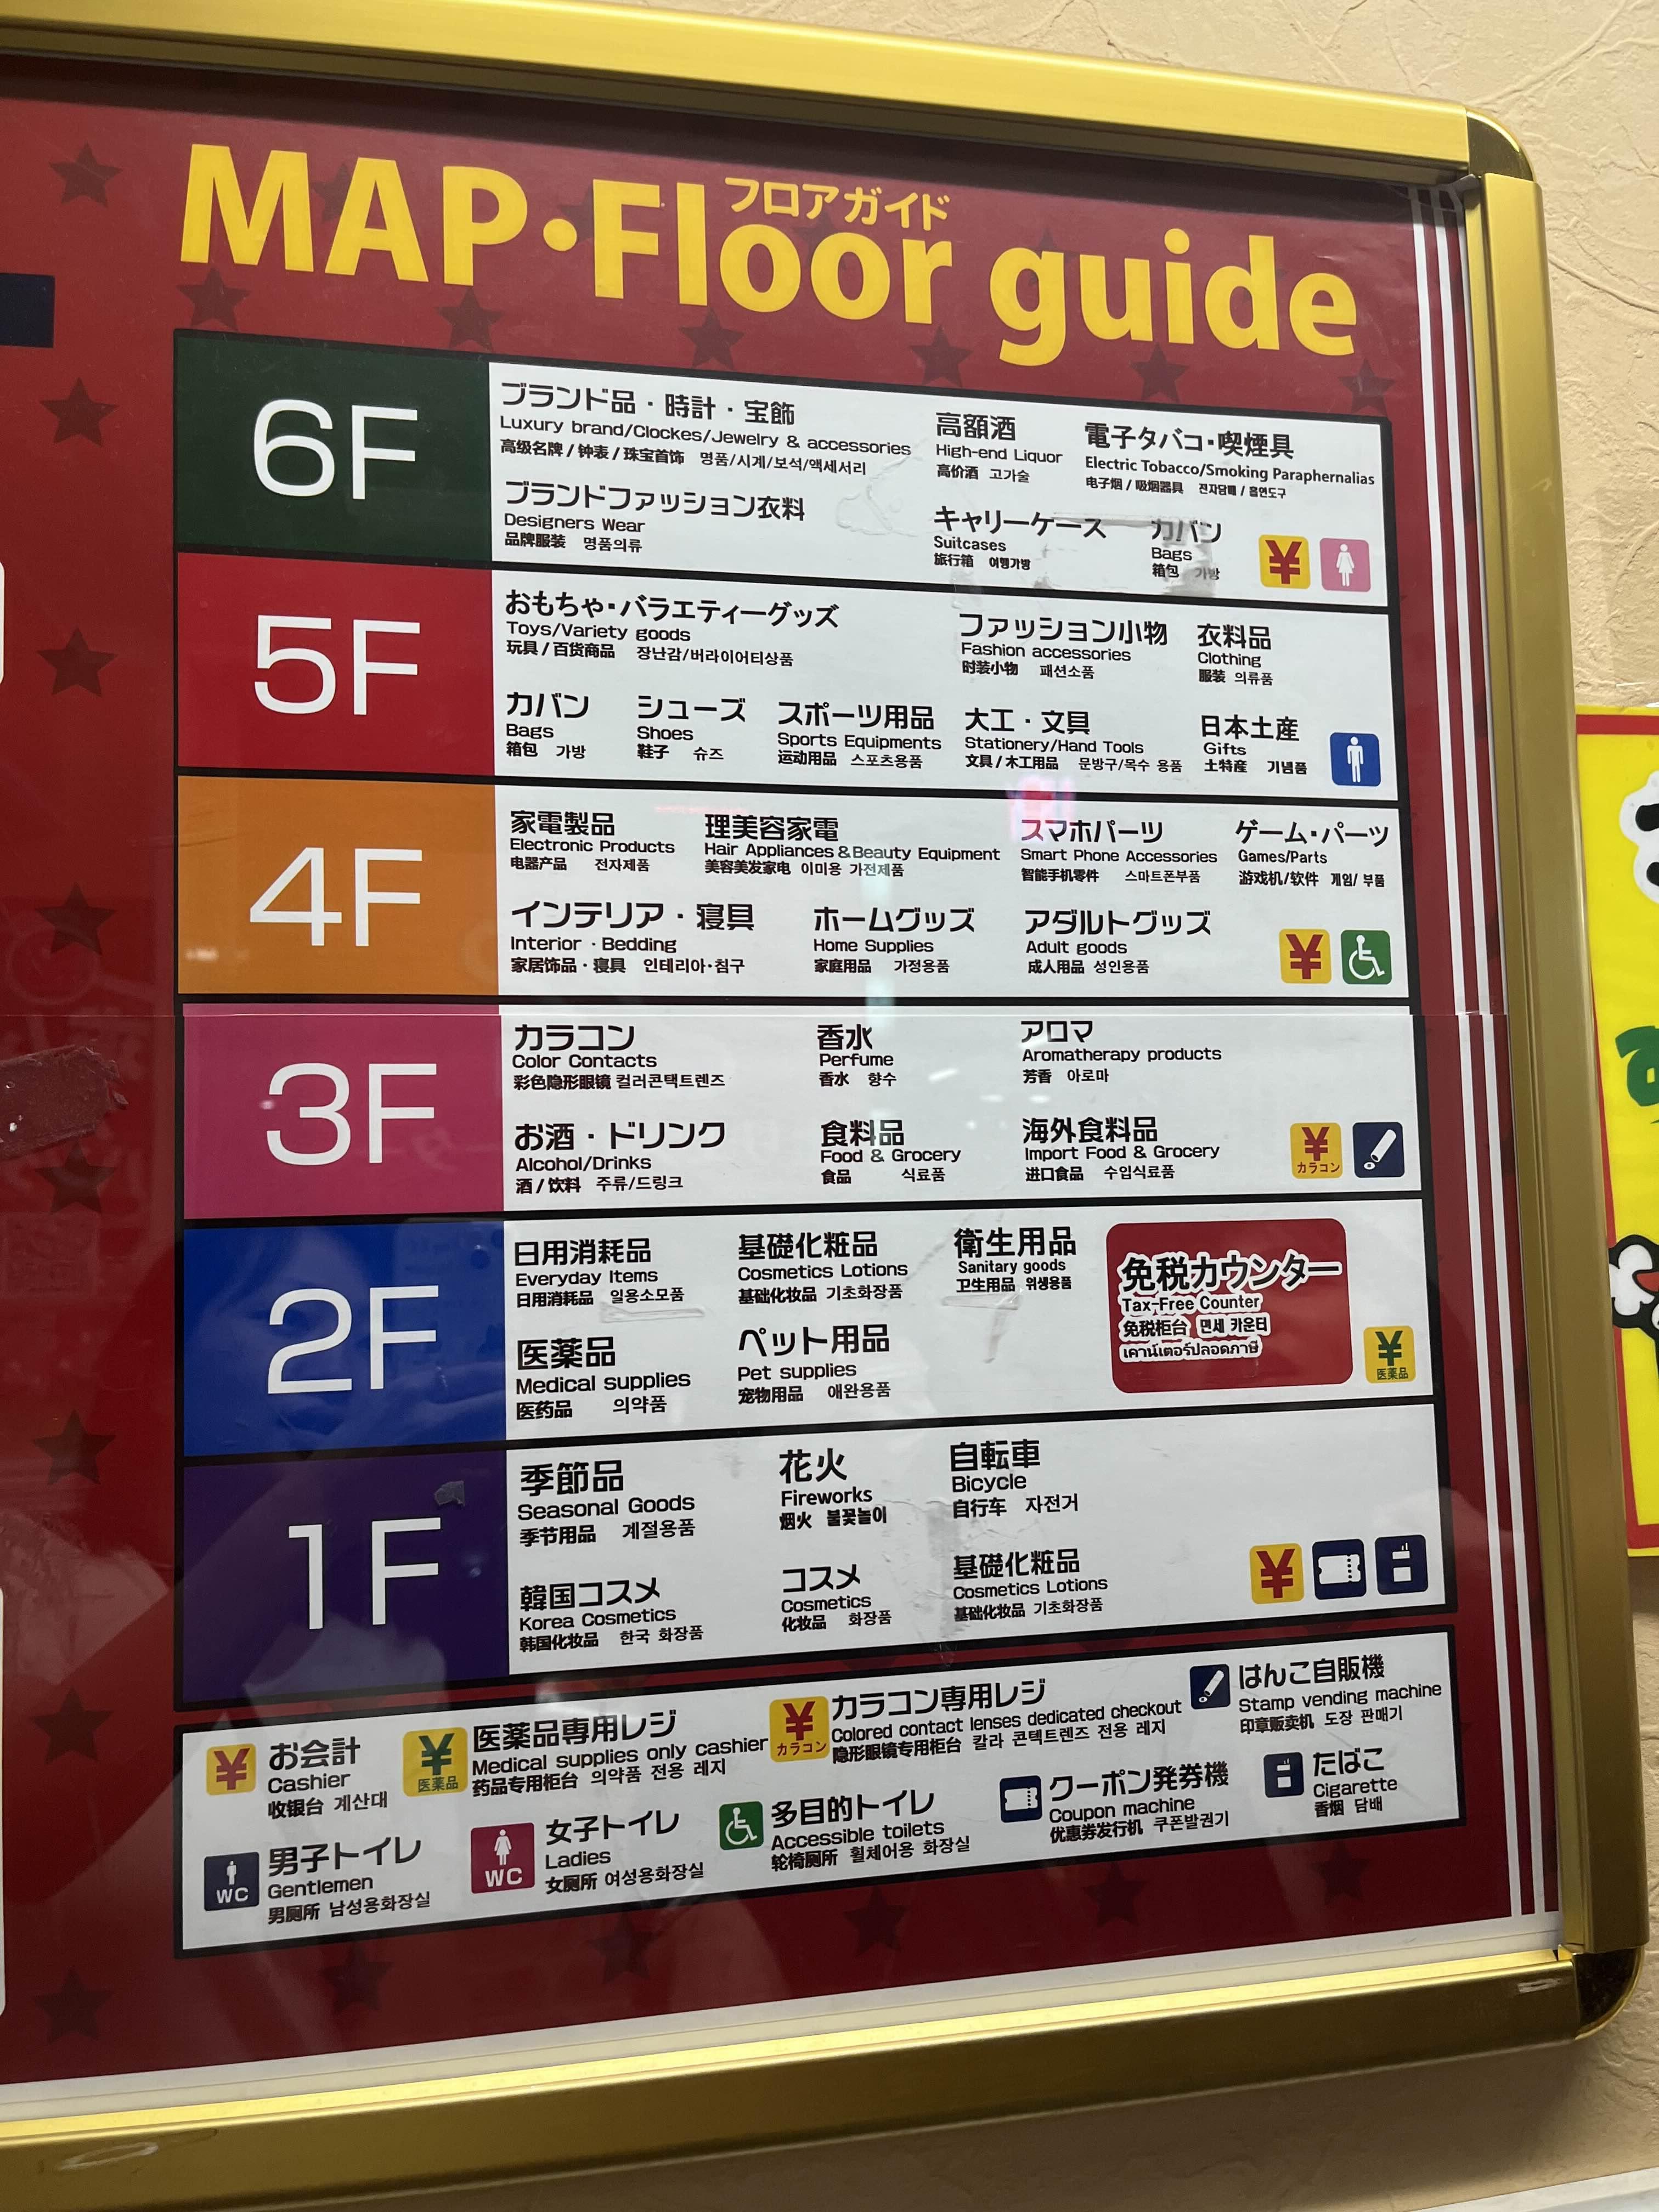 フロアガイド
MAP・Floor guide
6F
ブランド品・時計・宝飾
Luxury brand/Clockes/Jewelry & accessories
高级名牌 / 钟表 / 珠宝首饰 명품/시계/보석/액세서리
高額酒
High-end Liquor
高价酒 고가술
電子タバコ・喫煙具
Electric Tobacco/Smoking Paraphernalias
电子烟 / 吸烟器具 전자담배 / 흡연도구
ブランドファッション衣料
Designers Wear
品牌服装 명품의류
キャリーケース
Suitcases
旅行箱 여행가방
カバン
Bags
箱包 가방
¥
5F
おもちゃ・バラエティーグッズ
Toys/Variety goods
玩具 / 百货商品 장난감/버라이어티상품
ファッション小物
Fashion accessories
时装小物 패션소품
衣料品
Clothing
服装 의류품
カバン
Bags
箱包 가방
シューズ
Shoes
鞋子 슈즈
スポーツ用品
Sports Equipments
运动用品 스포츠용품
大工・文具
Stationery/Hand Tools
文具 / 木工用品 문방구/목수 용품
日本土産
Gifts
土特産 기념품
4F
家電製品
Electronic Products
电器产品 전자제품
理美容家電
Hair Appliances & Beauty Equipment
美容美发家电 이미용 가전제품
スマホパーツ
Smart Phone Accessories
智能手机零件 스마트폰부품
ゲーム・パーツ
Games/Parts
游戏机/软件 게임/ 부품
インテリア・寝具
Interior・Bedding
家居饰品・寝具 인테리아・침구
ホームグッズ
Home Supplies
家庭用品 가정용품
アダルトグッズ
Adult goods
成人用品 성인용품
¥
3F
カラコン
Color Contacts
彩色隐形眼镜 컬러콘택트렌즈
香水
Perfume
香水 향수
アロマ
Aromatherapy products
芳香 아로마
お酒・ドリンク
Alcohol/Drinks
酒 / 饮料 주류/드링크
食料品
Food & Grocery
食品 식료품
海外食料品
Import Food & Grocery
进口食品 수입식료품
¥
カラコン
2F
日用消耗品
Everyday Items
日用消耗品 일용소모품
基礎化粧品
Cosmetics Lotions
基础化妆品 기초화장품
衛生用品
Sanitary goods
卫生用品 위생용품
免税カウンター
Tax-Free Counter
免税柜台 면세 카운터
เคาน์เตอร์ปลอดภาษี
医薬品
Medical supplies
医药品 의약품
ペット用品
Pet supplies
宠物用品 애완용품
¥
医薬品
1F
季節品
Seasonal Goods
季节用品 계절용품
花火
Fireworks
烟火 불꽃놀이
自転車
Bicycle
自行车 자전거
韓国コスメ
Korea Cosmetics
韩国化妆品 한국 화장품
コスメ
Cosmetics
化妆品 화장품
基礎化粧品
Cosmetics Lotions
基础化妆品 기초화장품
¥
¥
お会計
Cashier
收银台 계산대
¥
医薬品
医薬品専用レジ
Medical supplies only cashier
药品专用柜台 의약품 전용 레지
¥
カラコン
カラコン専用レジ
Colored contact lenses dedicated checkout
隐形眼镜专用柜台 칼라 콘텍트렌즈 전용 레지
はんこ自販機
Stamp vending machine
印章贩卖机 도장 판매기
WC
男子トイレ
Gentlemen
男厕所 남성용화장실
WC
女子トイレ
Ladies
女厕所 여성용화장실
多目的トイレ
Accessible toilets
轮椅厕所 휠체어용 화장실
クーポン発券機
Coupon machine
优惠券发行机 쿠폰발권기
たばこ
Cigarette
香烟 담배